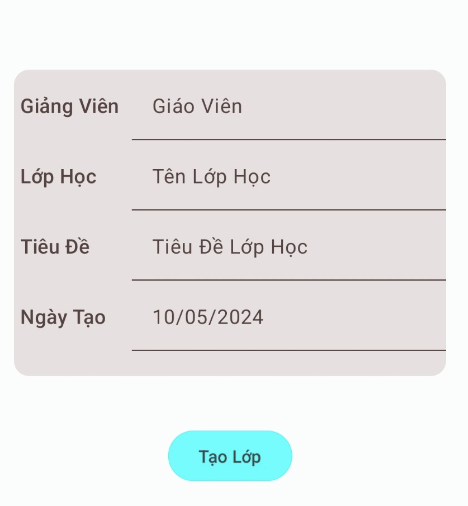 Giảng Viên Giáo Viên
Lớp Học Tên Lớp Học
Tiêu Đề Tiêu Đề Lớp Học
Ngày Tạo 10/05/2024
Tạo Lớp